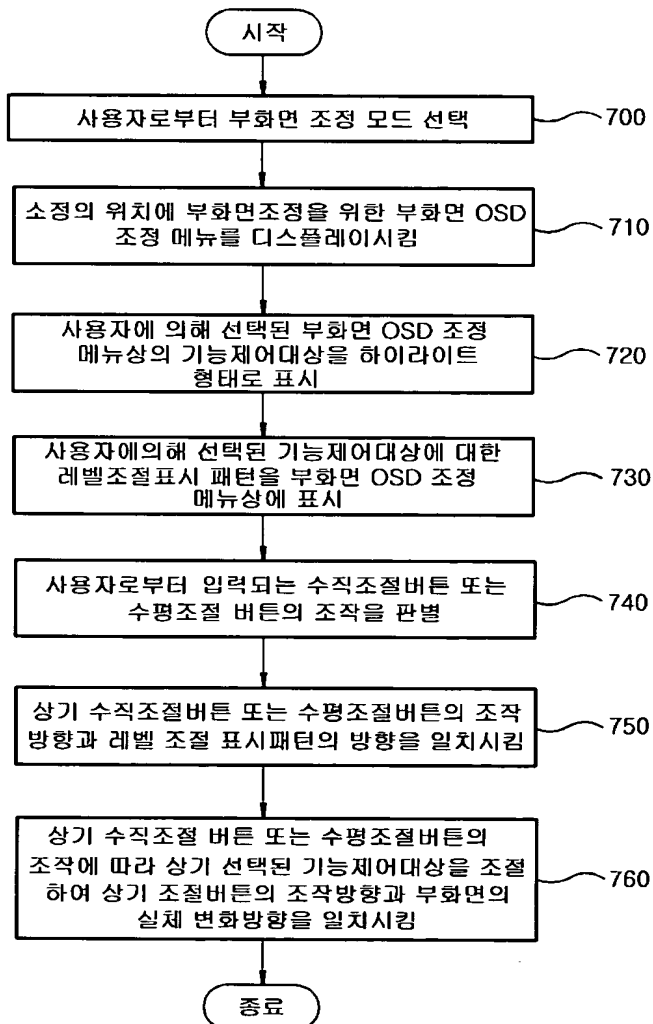 시작
사용자로부터 부화면 조정 모드 선택
700
소정의 위치에 부화면조정을 위한 부화면 OSD
조정 메뉴를 디스플레이시킴
710
사용자에 의해 선택된 부화면 OSD 조정
메뉴상의 기능제어대상을 하이라이트
형태로 표시
720
사용자에의해 선택된 기능제어대상에 대한
레벨조절표시 패턴을 부화면 OSD 조정
메뉴상에 표시
730
사용자로부터 입력되는 수직조절버튼 또는
수평조절 버튼의 조작을 판별
740
상기 수직조절버튼 또는 수평조절버튼의 조작
방향과 레벨 조절 표시패턴의 방향을 일치시킴
750
상기 수직조절 버튼 또는 수평조절버튼의
조작에 따라 상기 선택된 기능제어대상을 조절
하여 상기 조절버튼의 조작방향과 부화면의
실체 변화방향을 일치시킴
760
종료